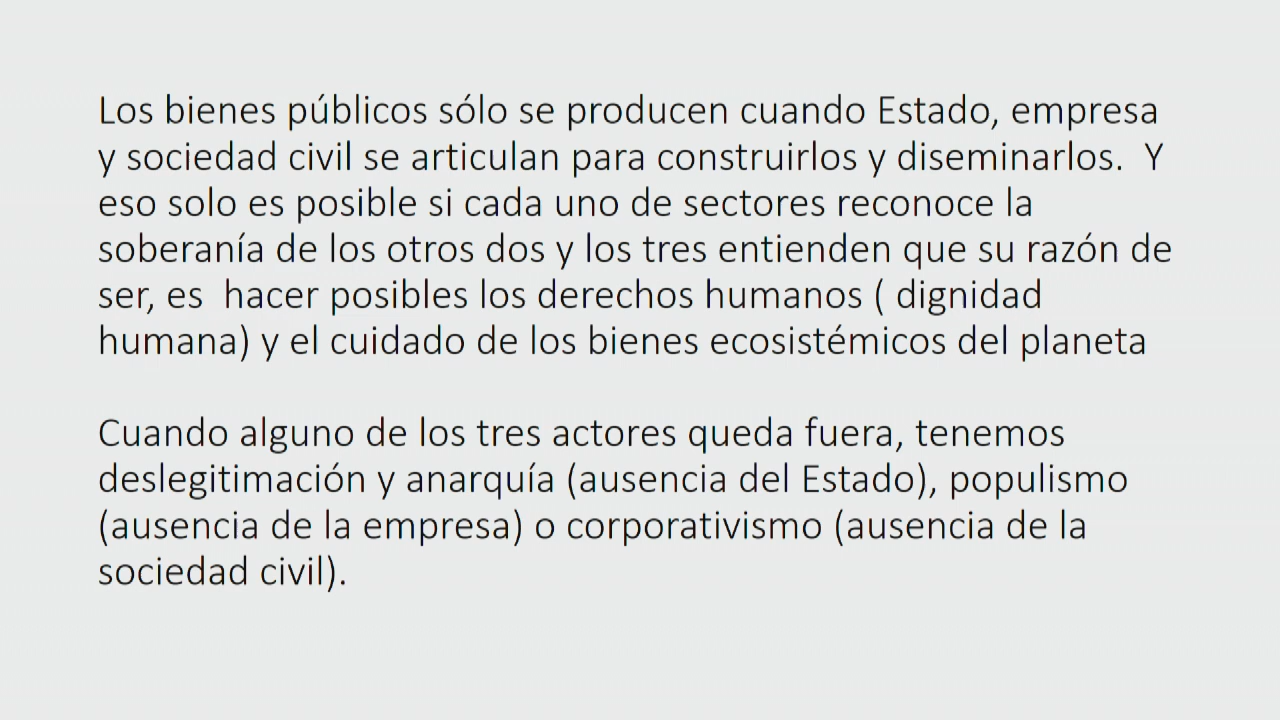 Los bienes públicos sólo se producen cuando Estado, empresa
y sociedad civil se articulan para construirlos y diseminarlos.  Y
eso solo es posible si cada uno de sectores reconoce la
soberanía de los otros dos y los tres entienden que su razón de
ser, es  hacer posibles los derechos humanos ( dignidad
humana) y el cuidado de los bienes ecosistémicos del planeta
Cuando alguno de los tres actores queda fuera, tenemos
deslegitimación y anarquía (ausencia del Estado), populismo
(ausencia de la empresa) o corporativismo (ausencia de la
sociedad civil).